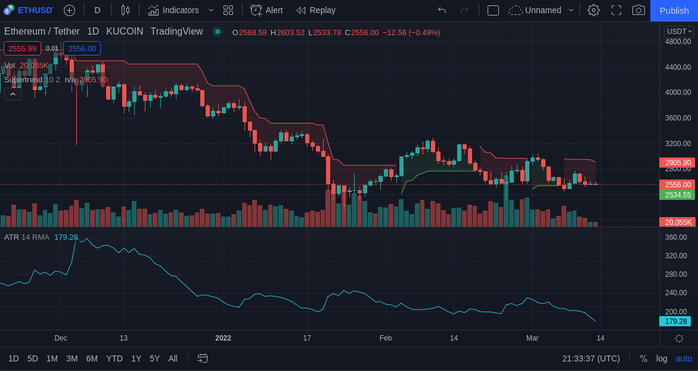 ETHUSDT D Indicators Alert Replay Unnamed Publish
Ethereum / Tether 1D KUCOIN TradingView O2568.58 H2603.52 L2533.78 C2556.00 −12.56 (−0.49%) USDT
2555.99 0.01 2556.00
Vol 20.055K
Supertrend 10 2 n/a 2905.90
4800.00
4400.00
4000.00
3600.00
3200.00
2905.90
2800.00
2556.00
2534.55
20.055K
ATR 14 RMA 179.28
360.00
320.00
280.00
240.00
200.00
179.28
Dec 13 2022 17 Feb 14 Mar 14
1D 5D 1M 3M 6M YTD 1Y 5Y All 21:33:37 (UTC) % log auto